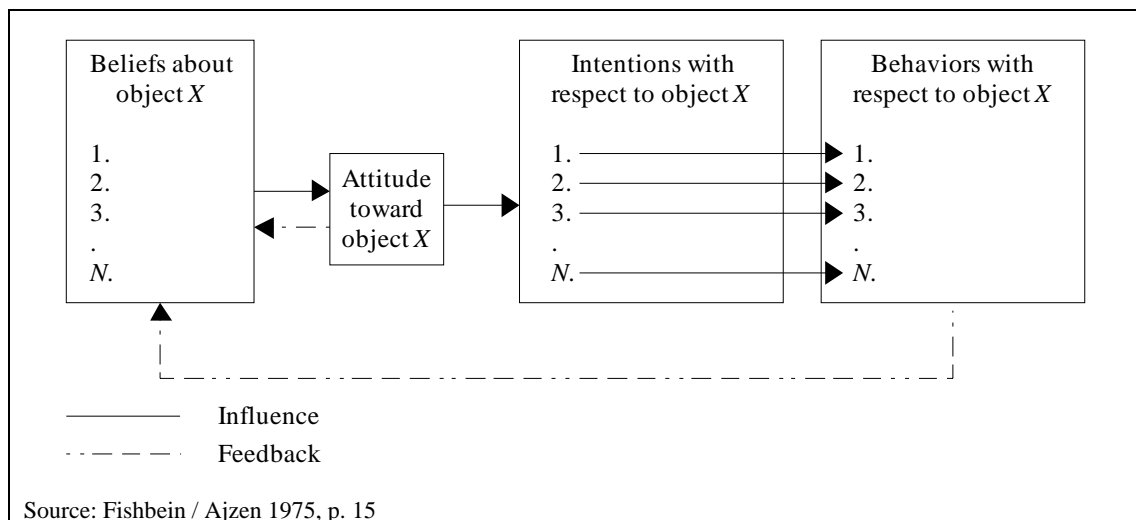 Beliefs about
object X
1.
2.
3.
.
N.
Attitude
toward
object X
Intentions with
respect to object X
1.
2.
3.
.
N.
Behaviors with
respect to object X
1.
2.
3.
.
N.
Influence
Feedback
Source: Fishbein / Ajzen 1975, p. 15